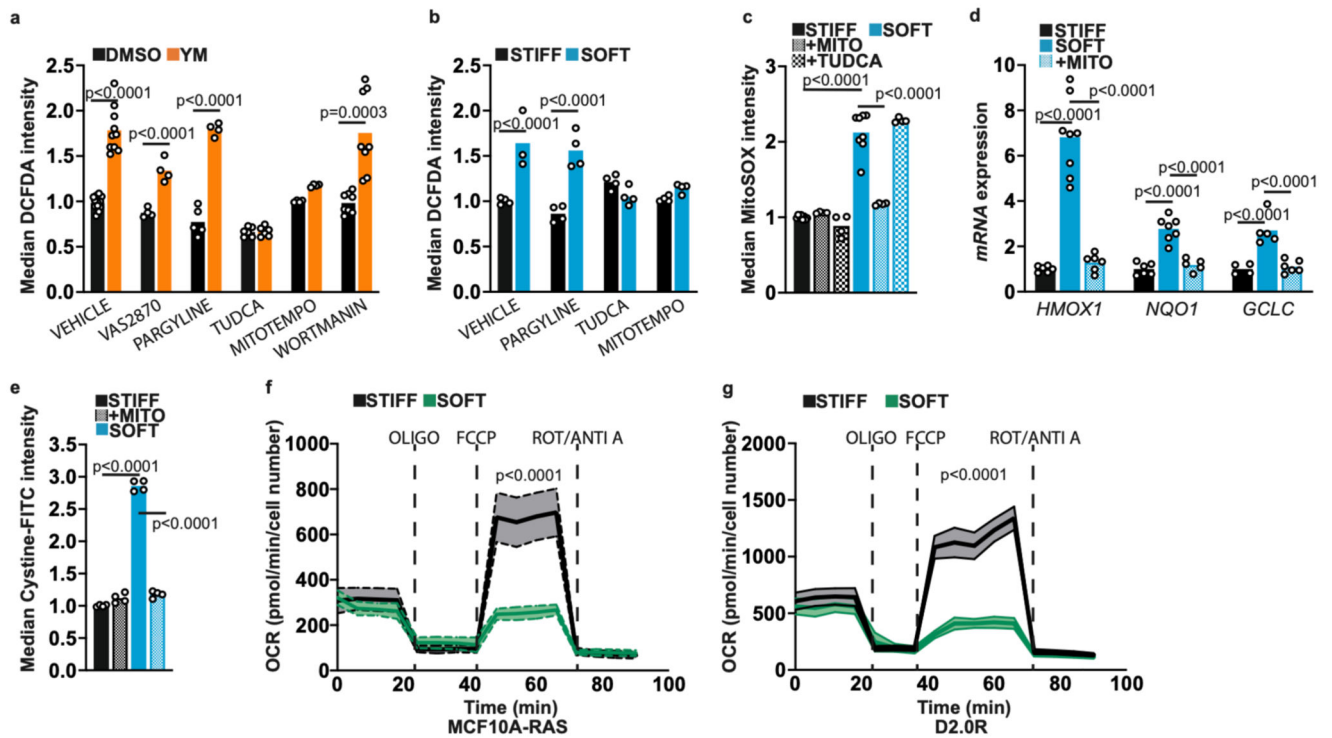 a
DMSO YM
Median DCFDA intensity
2.5
2.0
1.5
1.0
0.5
0.0
p<0.0001
p<0.0001
p<0.0001
p=0.0003
VEHICLE
VAS2870
PARGYLINE
TUDCA
MITOTEMPO
WORTMANIN
b
STIFF SOFT
Median DCFDA intensity
2.5
2.0
1.5
1.0
0.5
0.0
p<0.0001
p<0.0001
VEHICLE
PARGYLINE
TUDCA
MITOTEMPO
c
STIFF SOFT
+MITO
+TUDCA
Median MitoSOX intensity
3
2
1
0
p<0.0001
p<0.0001
d
STIFF
SOFT
+MITO
mRNA expression
10
8
6
4
2
0
p<0.0001
p<0.0001
p<0.0001
p<0.0001
p<0.0001
p<0.0001
HMOX1
NQO1
GCLC
e
STIFF
+MITO
SOFT
Median Cystine-FITC intensity
3.5
3.0
2.5
2.0
1.5
1.0
0.5
0.0
p<0.0001
p<0.0001
f
STIFF SOFT
OCR (pmol/min/cell number)
1000
800
600
400
200
0
OLIGO FCCP ROT/ANTI A
p<0.0001
0 20 40 60 80 100
Time (min)
MCF10A-RAS
g
STIFF SOFT
OCR (pmol/min/cell number)
2000
1500
1000
500
0
OLIGO FCCP ROT/ANTI A
p<0.0001
0 20 40 60 80 100
Time (min)
D2.0R